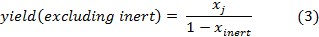 yield(excluding inert) = x_j / (1 − x_inert) (3)